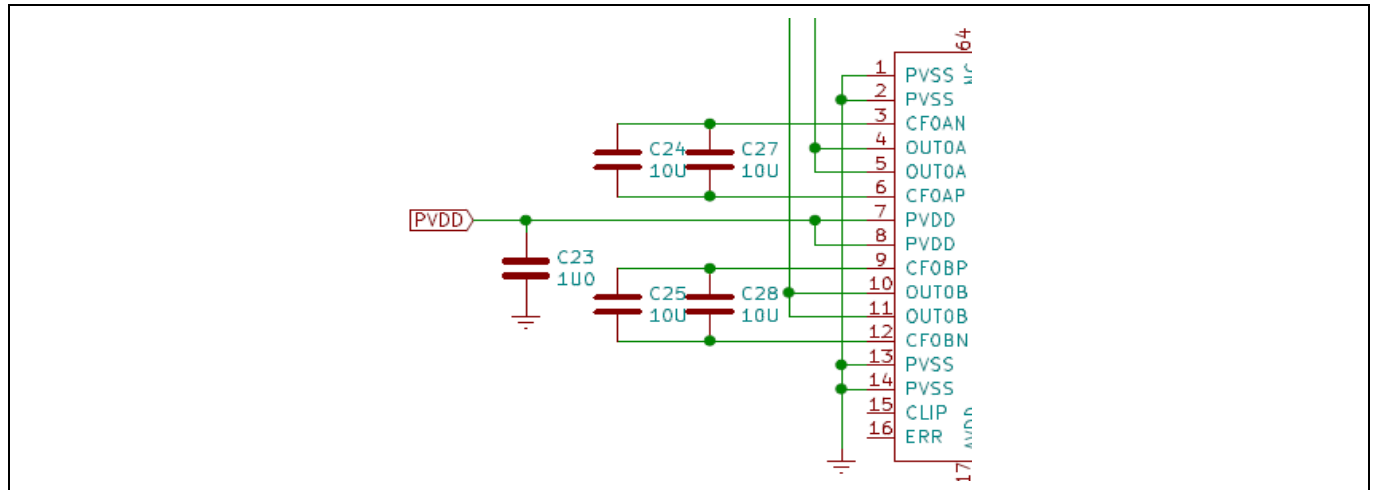 64
1 PVSS
2 PVSS
3 CF0AN
4 OUT0A
C24 C27
10U 10U
5 OUT0A
6 CF0AP
PVDD
7 PVDD
8 PVDD
C23
1U0
9 CF0BP
10 OUT0B
C25 C28
10U 10U
11 OUT0B
12 CF0BN
13 PVSS
14 PVSS
15 CLIP
16 ERR
17